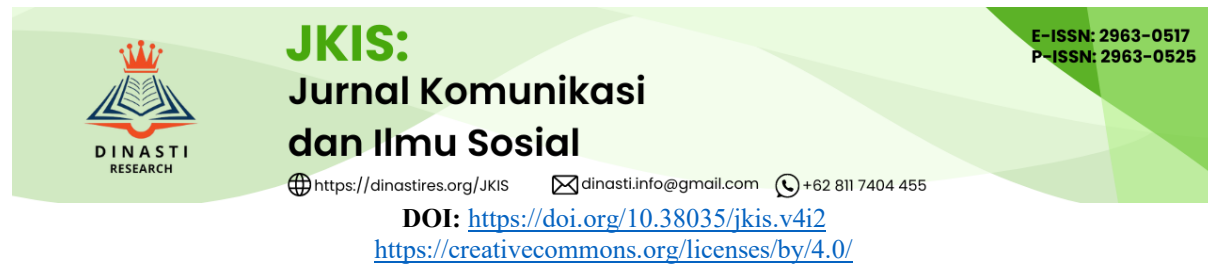 JKIS:
Jurnal Komunikasi
dan Ilmu Sosial
E-ISSN: 2963-0517
P-ISSN: 2963-0525
DINASTI
RESEARCH
https://dinastires.org/JKIS dinasti.info@gmail.com +62 811 7404 455
DOI: https://doi.org/10.38035/jkis.v4i2
https://creativecommons.org/licenses/by/4.0/